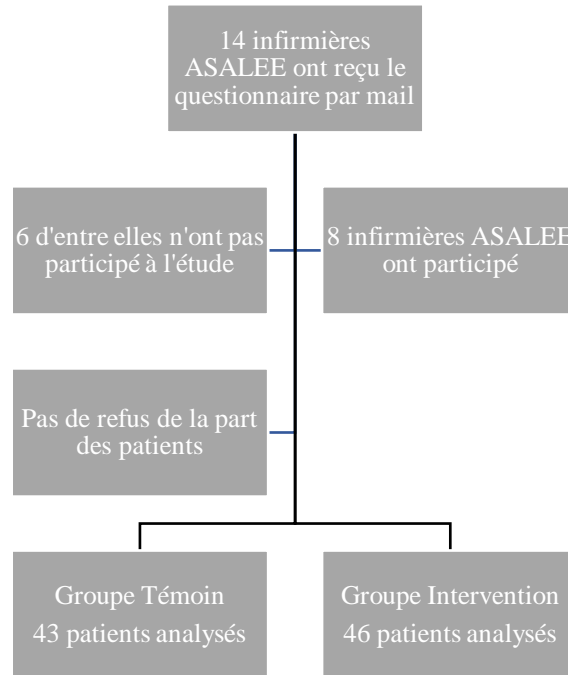 14 infirmières
ASALEE ont reçu le
questionnaire par mail
6 d'entre elles n'ont pas
participé à l'étude
8 infirmières ASALEE
ont participé
Pas de refus de la part
des patients
Groupe Témoin
43 patients analysés
Groupe Intervention
46 patients analysés